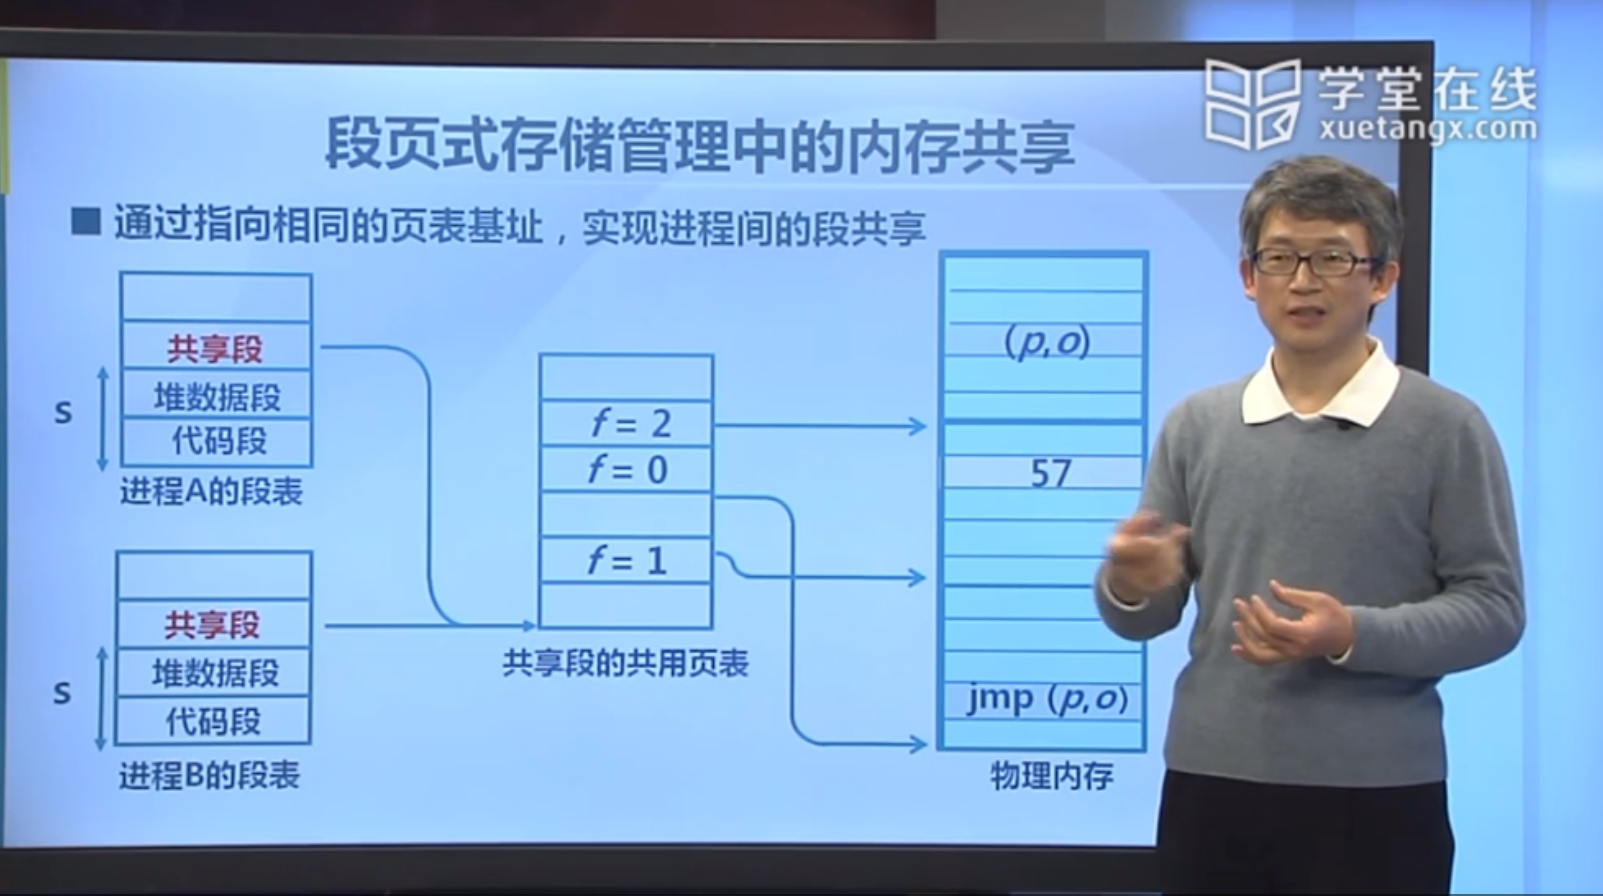 学堂在线
xuetangx.com
段页式存储管理中的内存共享
■ 通过指向相同的页表基址，实现进程间的段共享
共享段
堆数据段
代码段
S
进程A的段表
共享段
堆数据段
代码段
S
进程B的段表
f = 2
f = 0
f = 1
共享段的共用页表
(p,o)
57
jmp (p,o)
物理内存